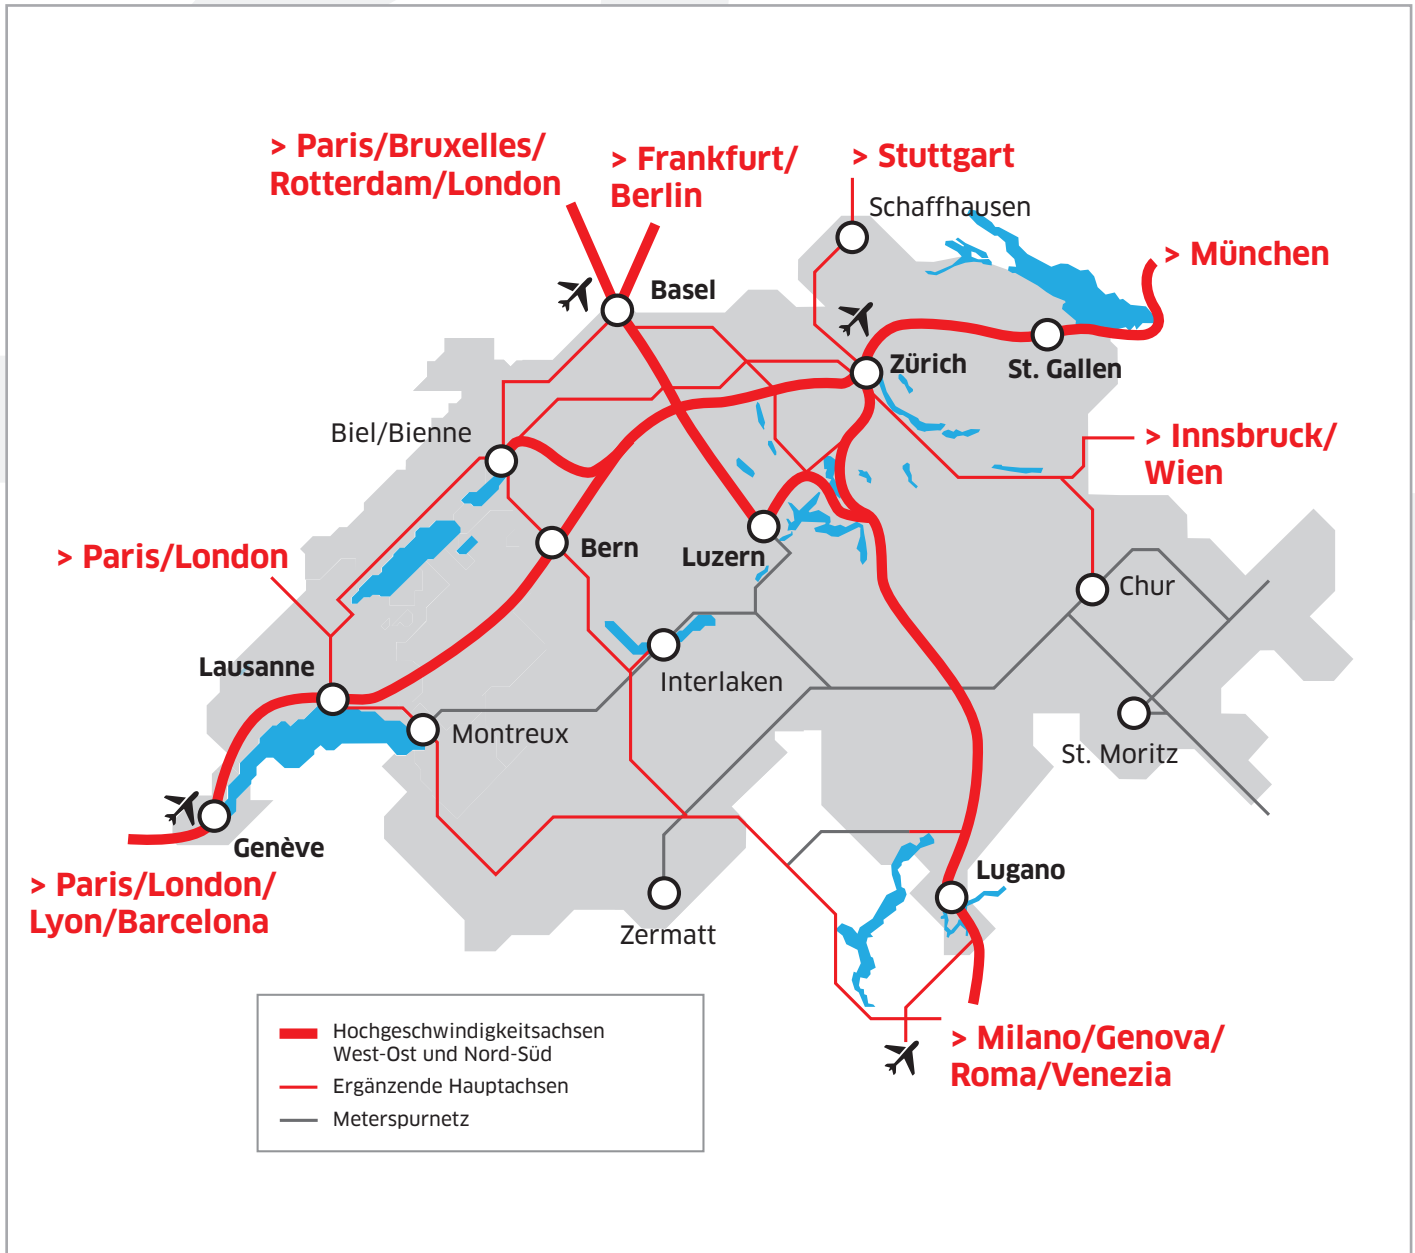 > Paris/Bruxelles/
Rotterdam/London
> Frankfurt/
Berlin
> Stuttgart
Schaffhausen
> München
Basel
Zürich
St. Gallen
Biel/Bienne
> Innsbruck/
Wien
> Paris/London
Bern
Luzern
Chur
Lausanne
Interlaken
Montreux
St. Moritz
Genève
> Paris/London/
Lyon/Barcelona
Lugano
Zermatt
> Milano/Genova/
Roma/Venezia
Hochgeschwindigkeitsachsen
West-Ost und Nord-Süd
Ergänzende Hauptachsen
Meterspurnetz